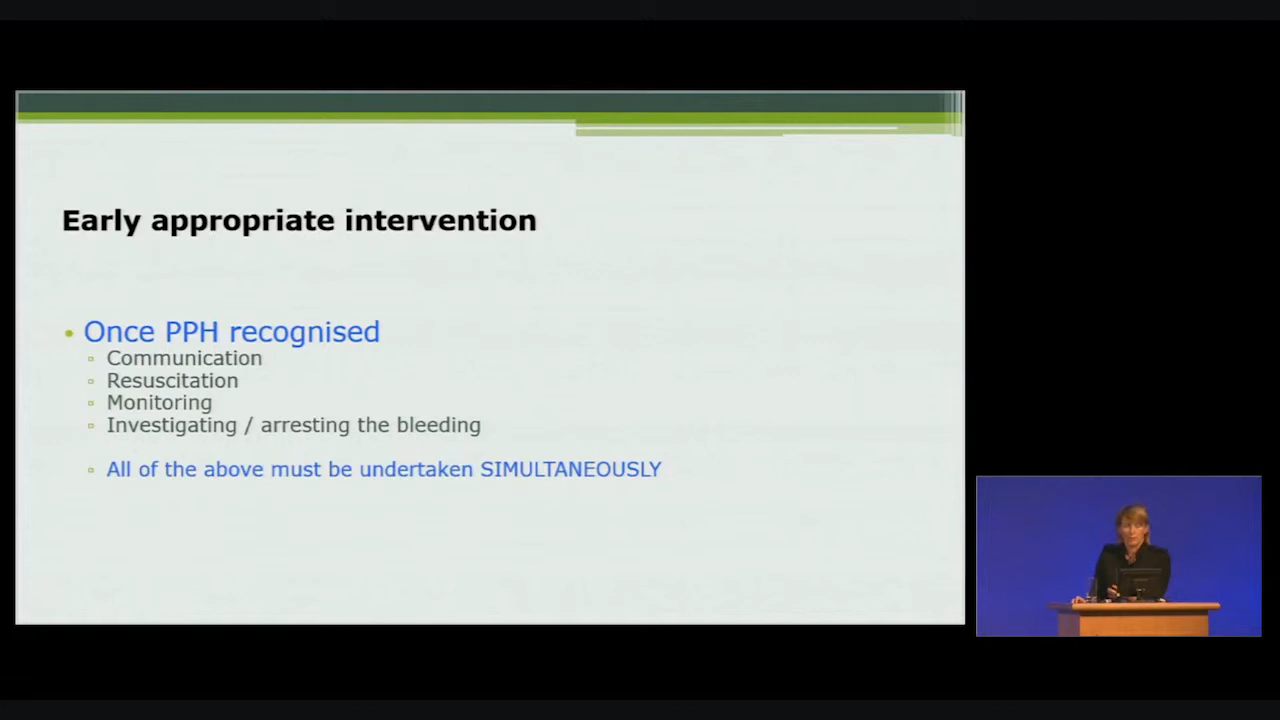 Early appropriate intervention
Once PPH recognised
Communication
Resuscitation
Monitoring
Investigating / arresting the bleeding
All of the above must be undertaken SIMULTANEOUSLY